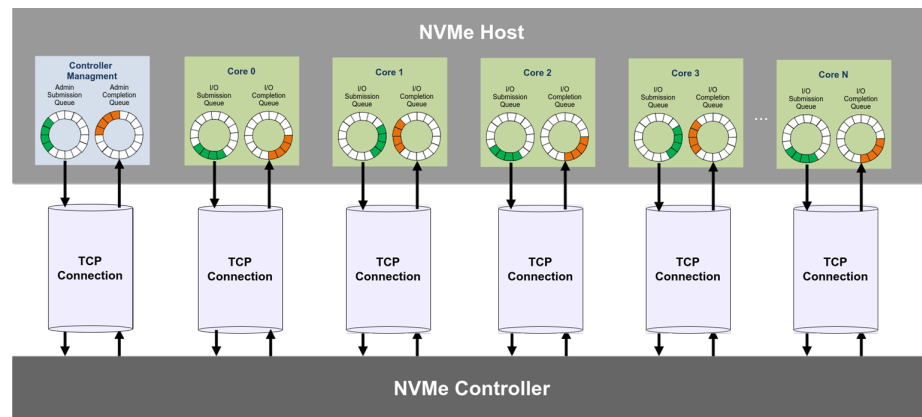 NVMe Host
Controller
Managment
Admin
Submission
Queue
Admin
Completion
Queue
Core 0
I/O
Submission
Queue
I/O
Completion
Queue
Core 1
I/O
Submission
Queue
I/O
Completion
Queue
Core 2
I/O
Submission
Queue
I/O
Completion
Queue
Core 3
I/O
Submission
Queue
I/O
Completion
Queue
...
Core N
I/O
Submission
Queue
I/O
Completion
Queue
TCP
Connection
TCP
Connection
TCP
Connection
TCP
Connection
TCP
Connection
TCP
Connection
NVMe Controller